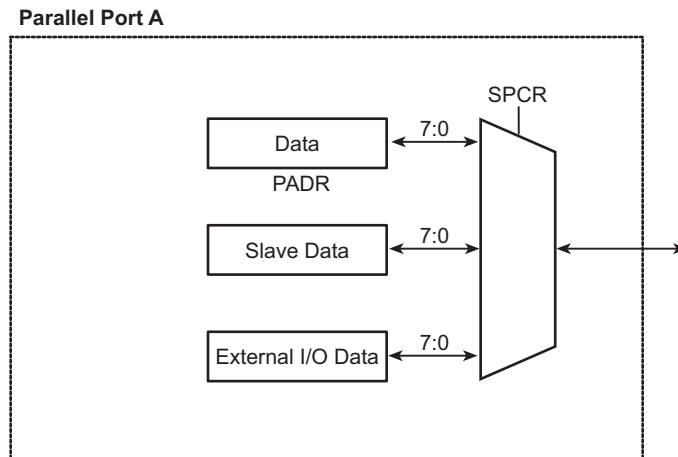 Parallel Port A
SPCR
7:0
Data
PADR
7:0
Slave Data
7:0
External I/O Data